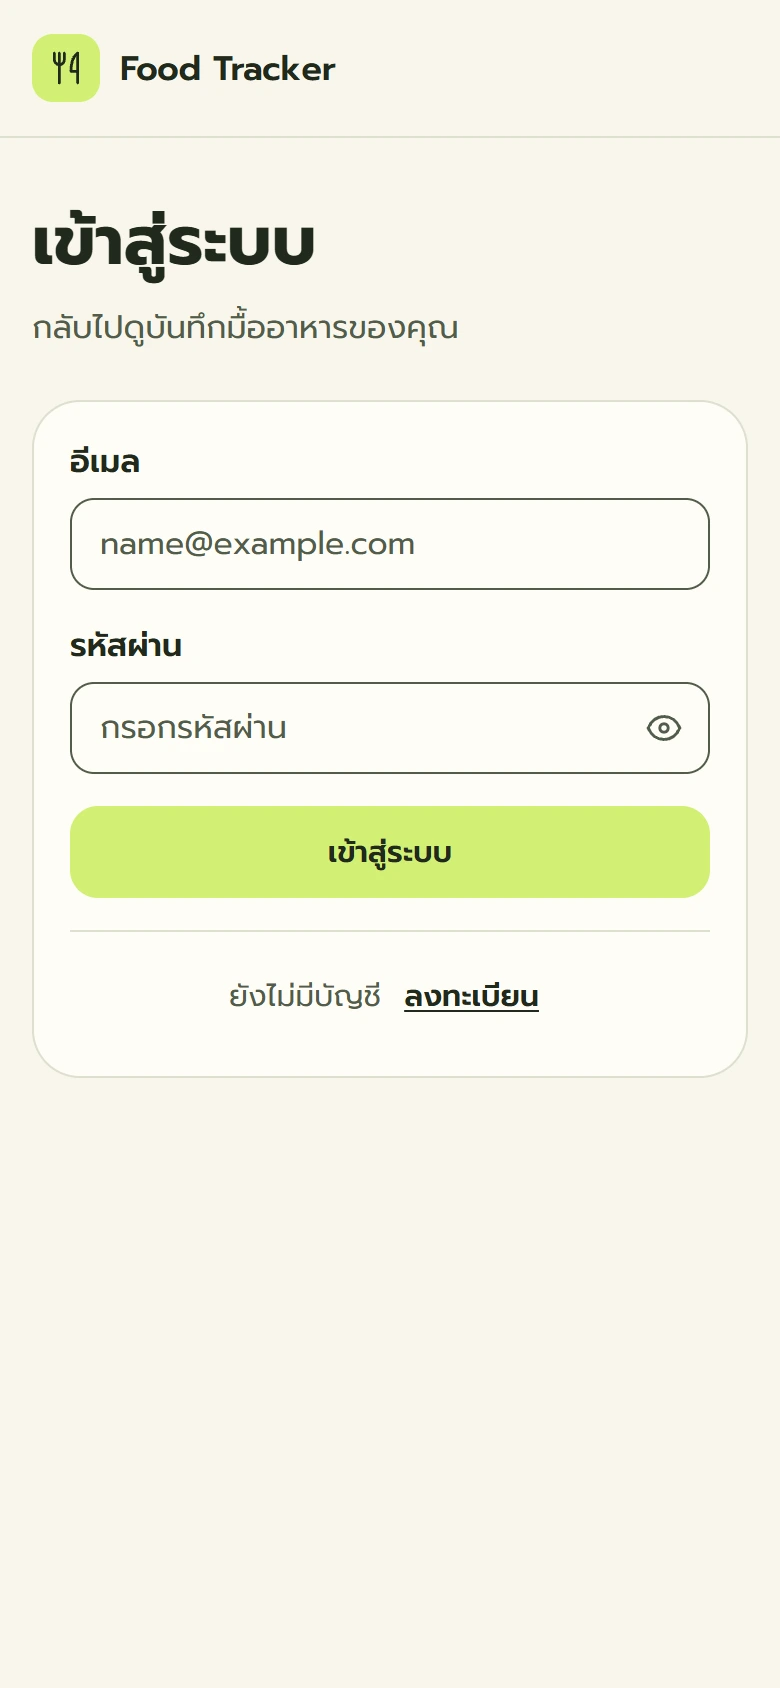 Food Tracker
เข้าสู่ระบบ
กลับไปดูบันทึกมื้ออาหารของคุณ
อีเมล
name@example.com
รหัสผ่าน
กรอกรหัสผ่าน
เข้าสู่ระบบ
ยังไม่มีบัญชี ลงทะเบียน